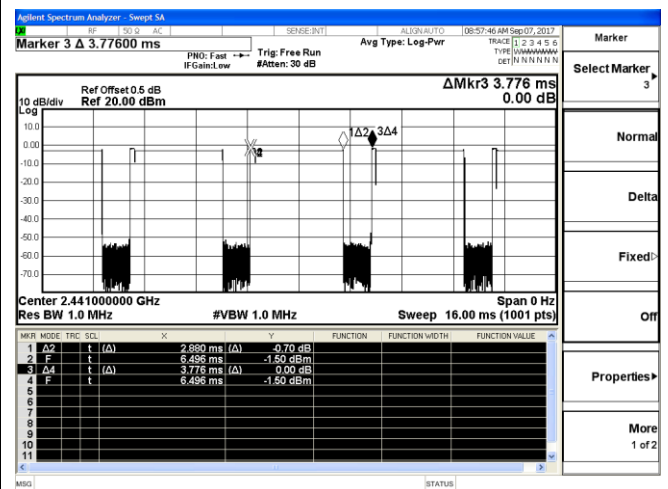 Agilent Spectrum Analyzer - Swept SA
RF 50 Ω AC SENSE:INT ALIGN AUTO 08:57:46 AM Sep 07, 2017
Marker 3 Δ 3.77600 ms
PNO: Fast
IFGain:Low
Trig: Free Run
#Atten: 30 dB
Avg Type: Log-Pwr
TRACE 1 2 3 4 5 6
TYPE
DET N N N N N N
Ref Offset 0.5 dB
Ref 20.00 dBm
10 dB/div
Log
ΔMkr3 3.776 ms
0.00 dB
10.0
0.00
-10.0
-20.0
-30.0
-40.0
-50.0
-60.0
-70.0
1Δ2
3Δ4
Center 2.441000000 GHz
Span 0 Hz
Res BW 1.0 MHz
#VBW 1.0 MHz
Sweep 16.00 ms (1001 pts)
MKR MODE TRC SCL X Y FUNCTION FUNCTION WIDTH FUNCTION VALUE
1 Δ2 t (Δ) 2.880 ms (Δ) -0.70 dB
2 F t 6.496 ms -1.50 dBm
3 Δ4 t (Δ) 3.776 ms (Δ) 0.00 dB
4 F t 6.496 ms -1.50 dBm
5
6
7
8
9
10
11
MSG
STATUS
Marker
Select Marker
3
Normal
Delta
Fixed
Off
Properties
More
1 of 2